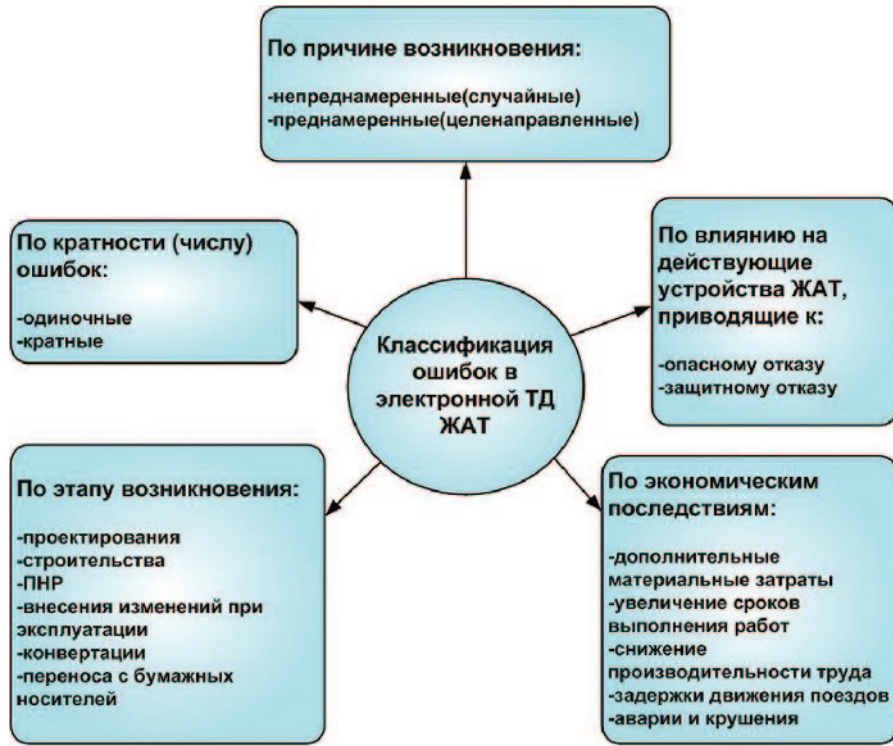 По причине возникновения:
-непреднамеренные(случайные)
-преднамеренные(целенаправленные)
По кратности (числу)
ошибок:
-одиночные
-кратные
По влиянию на
действующие
устройства ЖАТ,
приводящие к:
-опасному отказу
-защитному отказу
Классификация
ошибок в
электронной ТД
ЖАТ
По этапу возникновения:
-проектирования
-строительства
-ПНР
-внесения изменений при
эксплуатации
-конвертации
-переноса с бумажных
носителей
По экономическим
последствиям:
-дополнительные
материальные затраты
-увеличение сроков
выполнения работ
-снижение
производительности труда
-задержки движения поездов
-аварии и крушения